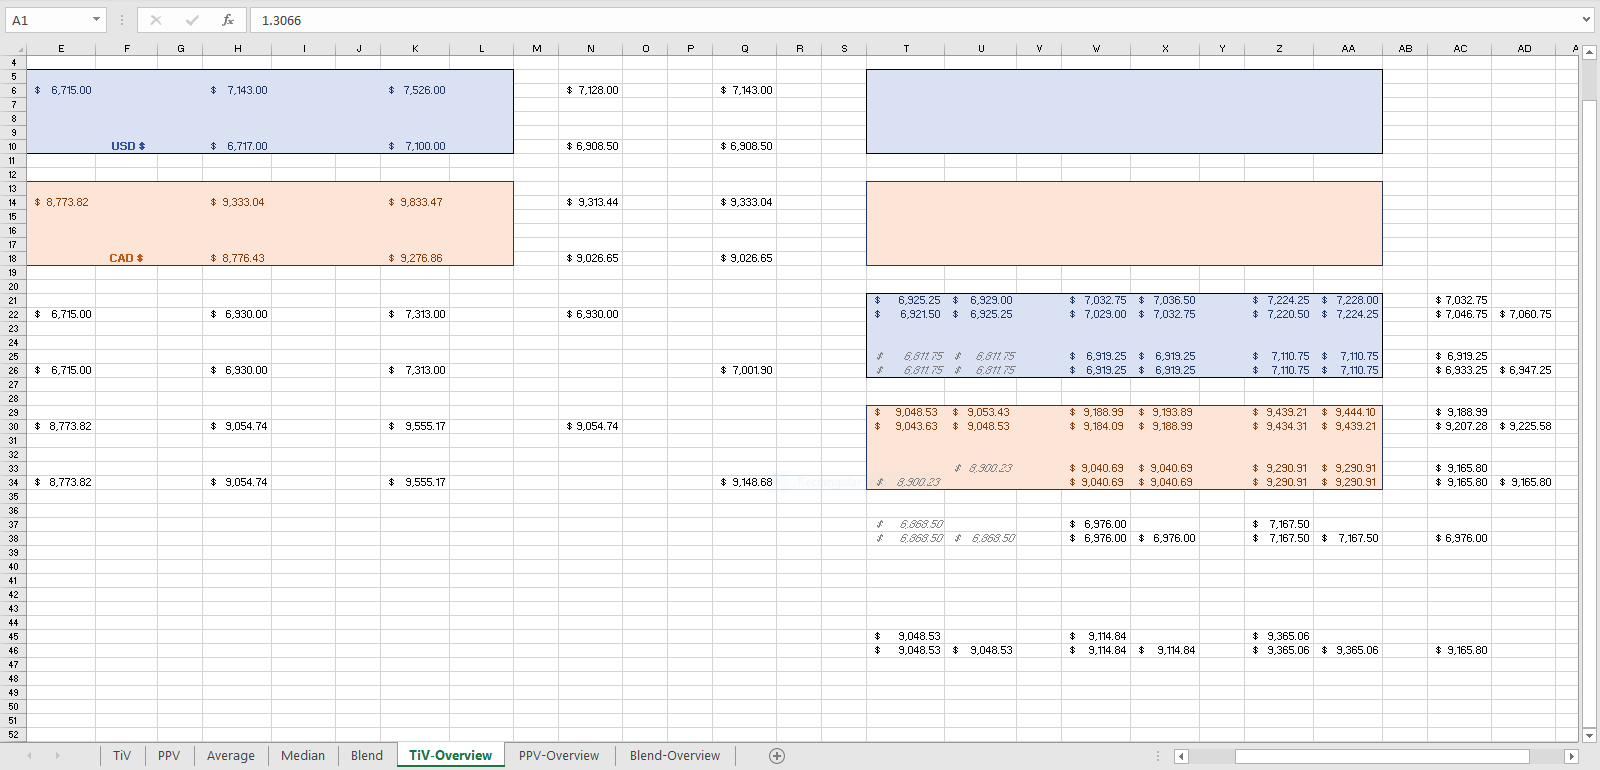 A1 fx 1.3066
E F G H I J K L M N O P Q R S T U V W X Y Z AA AB AC AD
4
5
6 $ 6,715.00 $ 7,143.00 $ 7,526.00 $ 7,128.00 $ 7,143.00
7
8
9
10 USD $ $ 6,717.00 $ 7,100.00 $ 6,908.50 $ 6,908.50
11
12
13
14 $ 8,773.82 $ 9,333.04 $ 9,833.47 $ 9,313.44 $ 9,333.04
15
16
17
18 CAD $ $ 8,776.43 $ 9,276.86 $ 9,026.65 $ 9,026.65
19
20
21 $ 6,925.25 $ 6,929.00 $ 7,032.75 $ 7,036.50 $ 7,224.25 $ 7,228.00 $ 7,032.75
22 $ 6,715.00 $ 6,930.00 $ 7,313.00 $ 6,930.00 $ 6,921.50 $ 6,925.25 $ 7,029.00 $ 7,032.75 $ 7,220.50 $ 7,224.25 $ 7,046.75 $ 7,060.75
23
24
25 $ 6,811.75 $ 6,811.75 $ 6,919.25 $ 6,919.25 $ 7,110.75 $ 7,110.75 $ 6,919.25
26 $ 6,715.00 $ 6,930.00 $ 7,313.00 $ 7,001.90 $ 6,811.75 $ 6,811.75 $ 6,919.25 $ 6,919.25 $ 7,110.75 $ 7,110.75 $ 6,933.25 $ 6,947.25
27
28
29 $ 9,048.53 $ 9,053.43 $ 9,188.99 $ 9,193.89 $ 9,439.21 $ 9,444.10 $ 9,188.99
30 $ 8,773.82 $ 9,054.74 $ 9,555.17 $ 9,054.74 $ 9,043.63 $ 9,048.53 $ 9,184.09 $ 9,188.99 $ 9,434.31 $ 9,439.21 $ 9,207.28 $ 9,225.58
31
32
33 $ 8,900.23 $ 9,040.69 $ 9,040.69 $ 9,290.91 $ 9,290.91 $ 9,165.80
34 $ 8,773.82 $ 9,054.74 $ 9,555.17 $ 9,148.68 $ 8,900.23 $ 9,040.69 $ 9,040.69 $ 9,290.91 $ 9,290.91 $ 9,165.80 $ 9,165.80
35
36
37 $ 6,868.50 $ 6,976.00 $ 7,167.50
38 $ 6,868.50 $ 6,868.50 $ 6,976.00 $ 6,976.00 $ 7,167.50 $ 7,167.50 $ 6,976.00
39
40
41
42
43
44
45 $ 9,048.53 $ 9,114.84 $ 9,365.06
46 $ 9,048.53 $ 9,048.53 $ 9,114.84 $ 9,114.84 $ 9,365.06 $ 9,365.06 $ 9,165.80
47
48
49
50
51
52
TiV PPV Average Median Blend TiV-Overview PPV-Overview Blend-Overview